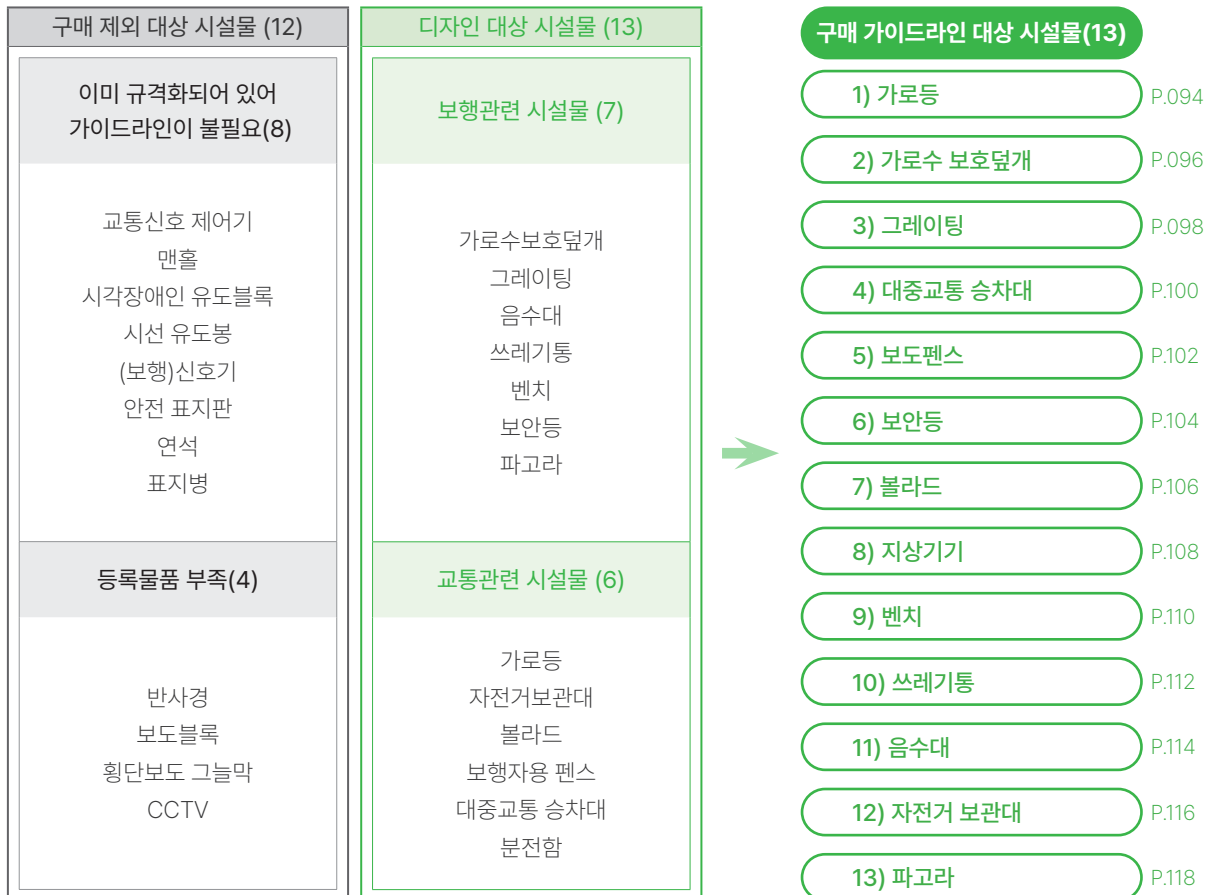 구매 제외 대상 시설물 (12)
이미 규격화되어 있어
가이드라인이 불필요(8)
교통신호 제어기
맨홀
시각장애인 유도블록
시선 유도봉
(보행)신호기
안전 표지판
연석
표지병
등록물품 부족(4)
반사경
보도블록
횡단보도 그늘막
CCTV
디자인 대상 시설물 (13)
보행관련 시설물 (7)
가로수보호덮개
그레이팅
음수대
쓰레기통
벤치
보안등
파고라
교통관련 시설물 (6)
가로등
자전거보관대
볼라드
보행자용 펜스
대중교통 승차대
분전함
구매 가이드라인 대상 시설물(13)
1) 가로등 P.094
2) 가로수 보호덮개 P.096
3) 그레이팅 P.098
4) 대중교통 승차대 P.100
5) 보도펜스 P.102
6) 보안등 P.104
7) 볼라드 P.106
8) 지상기기 P.108
9) 벤치 P.110
10) 쓰레기통 P.112
11) 음수대 P.114
12) 자전거 보관대 P.116
13) 파고라 P.118